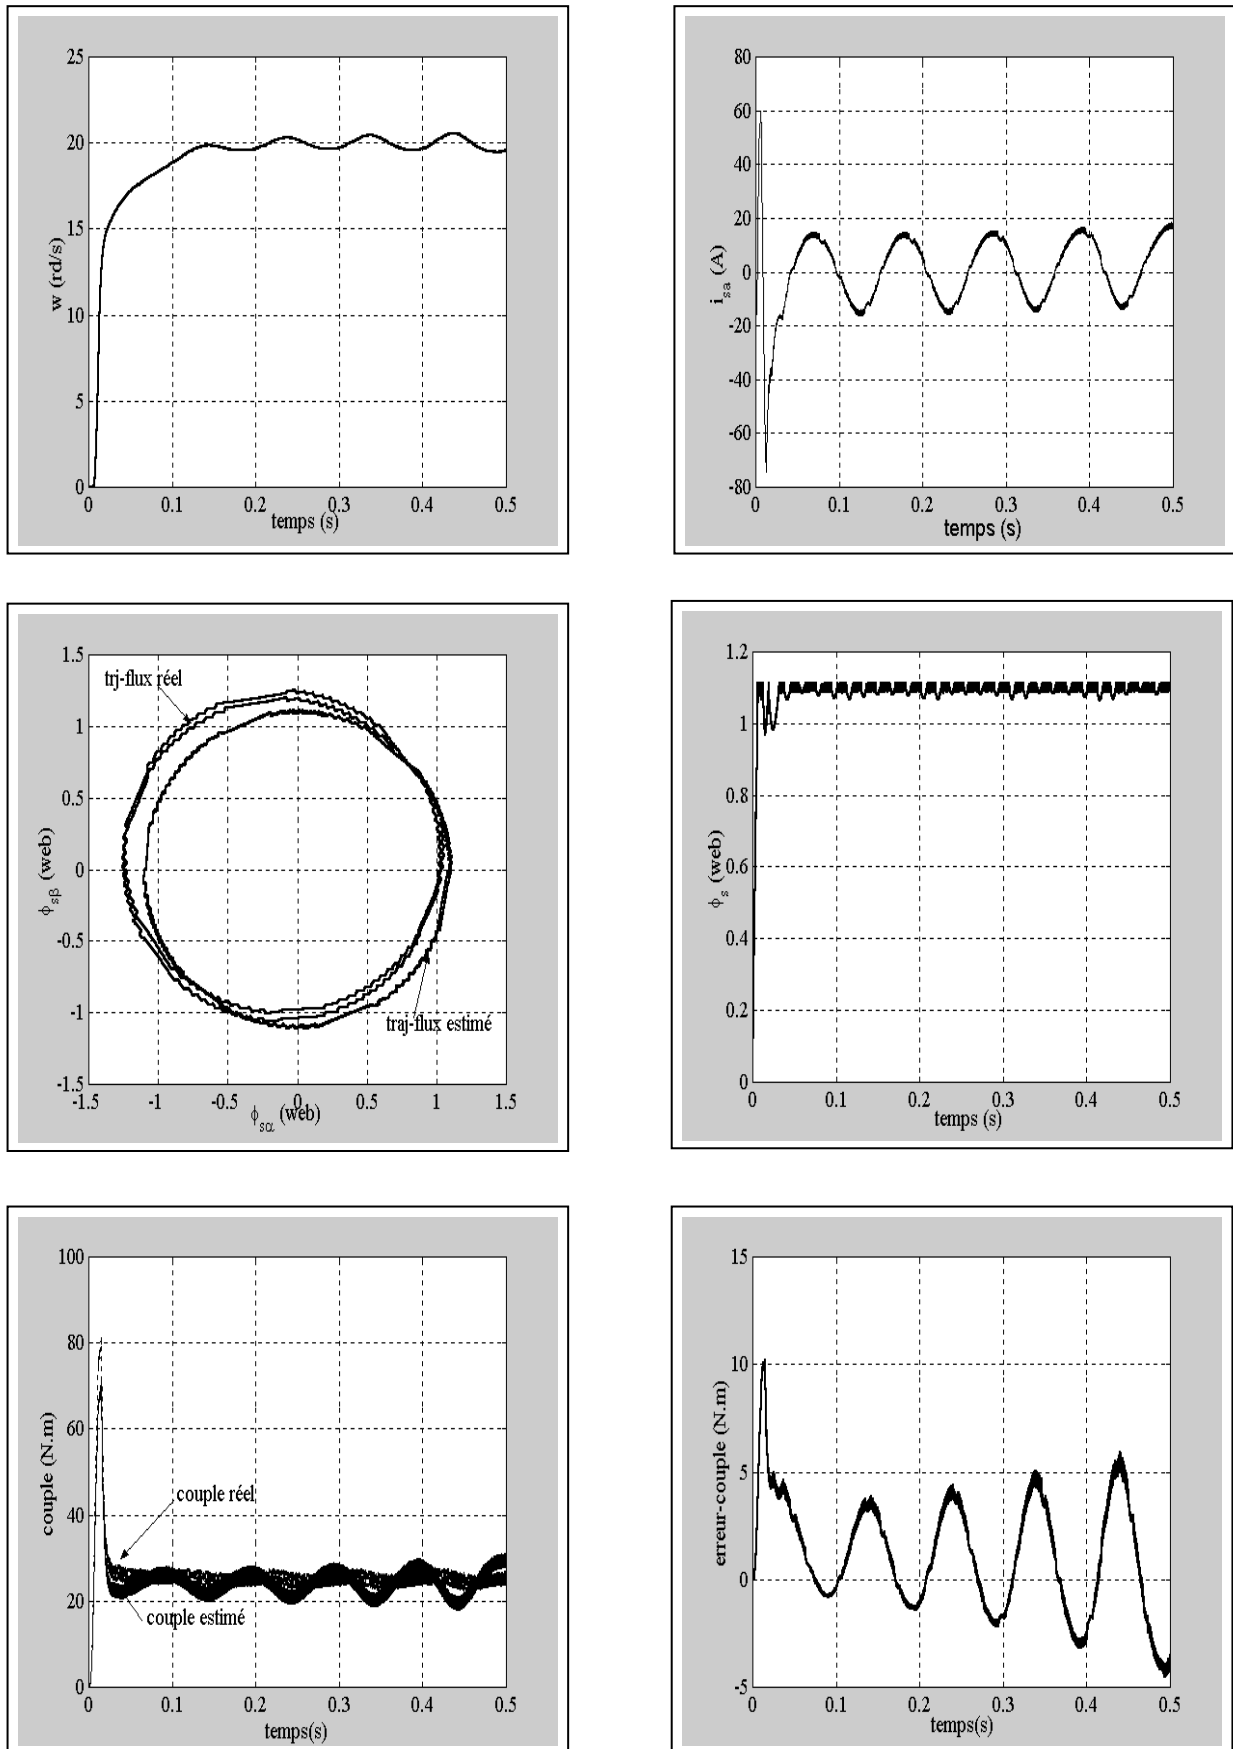 25
20
15
10
5
0
w (rd/s)
0 0.1 0.2 0.3 0.4 0.5
temps (s)
80
60
40
20
0
-20
-40
-60
-80
i_sa (A)
0 0.1 0.2 0.3 0.4 0.5
temps (s)
1.5
1
0.5
0
-0.5
-1
-1.5
ϕ_sβ (web)
trj-flux réel
traj-flux estimé
-1.5 -1 -0.5 0 0.5 1 1.5
ϕ_sα (web)
1.2
1
0.8
0.6
0.4
0.2
0
ϕ_s (web)
0 0.1 0.2 0.3 0.4 0.5
temps (s)
100
80
60
40
20
0
couple (N.m)
couple réel
couple estimé
0 0.1 0.2 0.3 0.4 0.5
temps(s)
15
10
5
0
-5
erreur-couple (N.m)
0 0.1 0.2 0.3 0.4 0.5
temps(s)